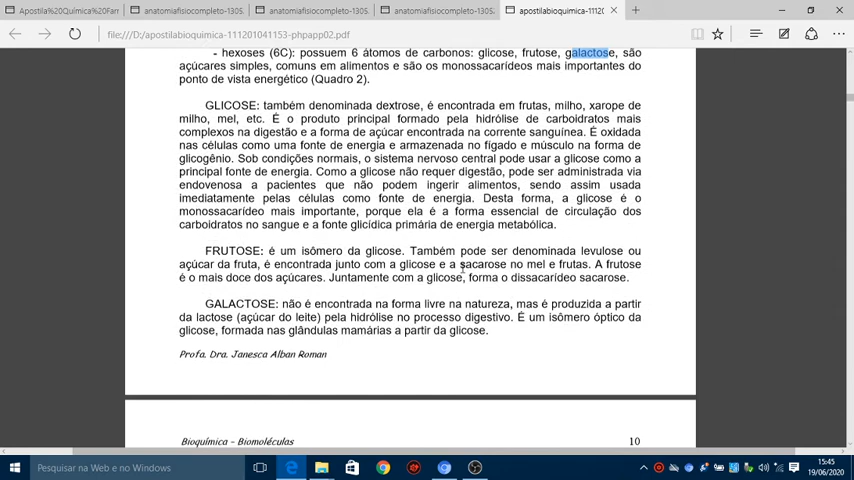 Apostila%20Química%20Farr
anatomiafisocompleto-1305
anatomiafisiocompleto-1305.
anatomiafisiocompleto-1305.
apostilabioquimica-1112
file:///D:/apostilabioquimica-111201041153-phpapp02.pdf
- hexoses (6C): possuem 6 átomos de carbonos: glicose, frutose, galactose, são
açúcares simples, comuns em alimentos e são os monossacarídeos mais importantes do
ponto de vista energético (Quadro 2).
GLICOSE: também denominada dextrose, é encontrada em frutas, milho, xarope de
milho, mel, etc. É o produto principal formado pela hidrólise de carboidratos mais
complexos na digestão e a forma de açúcar encontrada na corrente sanguínea. É oxidada
nas células como uma fonte de energia e armazenada no fígado e músculo na forma de
glicogênio. Sob condições normais, o sistema nervoso central pode usar a glicose como a
principal fonte de energia. Como a glicose não requer digestão, pode ser administrada via
endovenosa a pacientes que não podem ingerir alimentos, sendo assim usada
imediatamente pelas células como fonte de energia. Desta forma, a glicose é o
monossacarídeo mais importante, porque ela é a forma essencial de circulação dos
carboidratos no sangue e a fonte glicídica primária de energia metabólica.
FRUTOSE: é um isômero da glicose. Também pode ser denominada levulose ou
açúcar da fruta, é encontrada junto com a glicose e a sacarose no mel e frutas. A frutose
é o mais doce dos açúcares. Juntamente com a glicose, forma o dissacarídeo sacarose.
GALACTOSE: não é encontrada na forma livre na natureza, mas é produzida a partir
da lactose (açúcar do leite) pela hidrólise no processo digestivo. É um isômero óptico da
glicose, formada nas glândulas mamárias a partir da glicose.
Profa. Dra. Janesca Alban Roman
Bioquímica – Biomoléculas 10
Pesquisar na Web e no Windows
15:45
19/06/2020